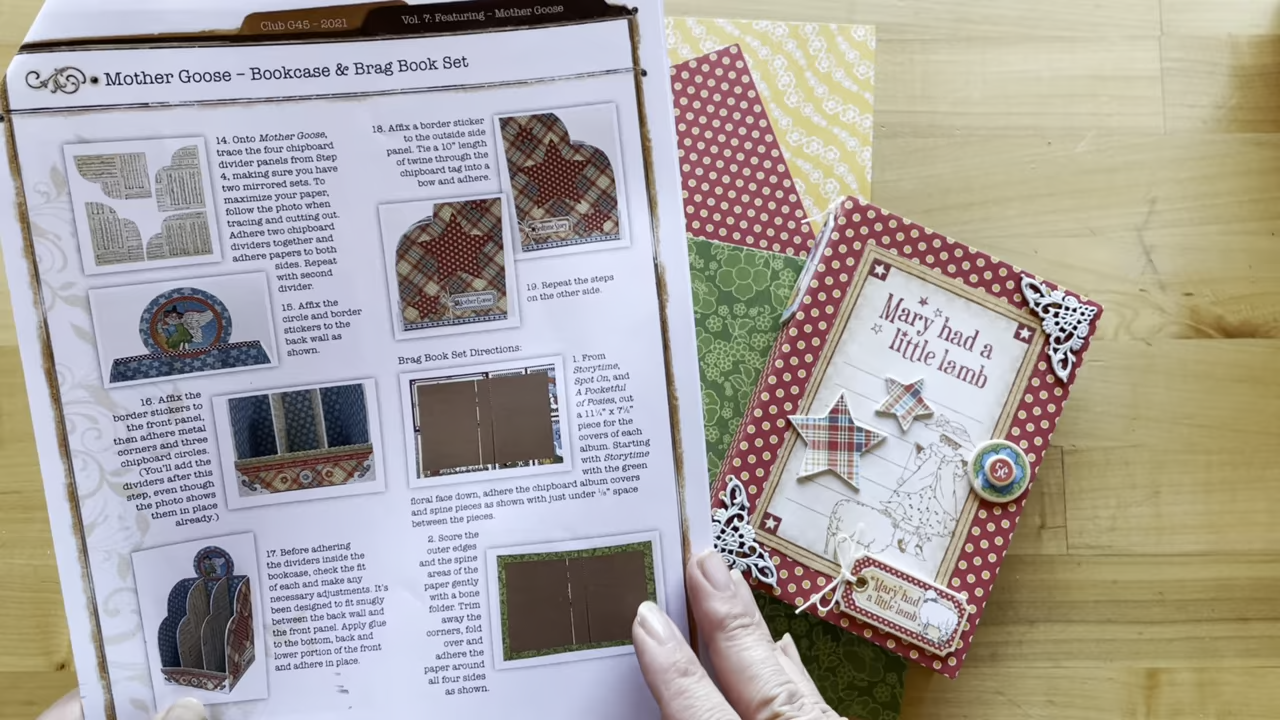 Club G45 – 2021
Vol. 7: Featuring – Mother Goose
Mother Goose – Bookcase & Brag Book Set
14. Onto Mother Goose,
trace the four chipboard
divider panels from Step
4, making sure you have
two mirrored sets. To
maximize your paper,
follow the photo when
tracing and cutting out.
Adhere two chipboard
dividers together and
adhere papers to both
sides. Repeat
with second
divider.
15. Affix the
circle and border
stickers to the
back wall as
shown.
16. Affix the
border stickers to
the front panel,
then adhere metal
corners and three
chipboard circles.
(You'll add the
dividers after this
step, even though
the photo shows
them in place
already.)
17. Before adhering
the dividers inside the
bookcase, check the fit
of each and make any
necessary adjustments. It's
been designed to fit snugly
between the back wall and
the front panel. Apply glue
to the bottom, back and
lower portion of the front
and adhere in place.
18. Affix a border sticker
to the outside side
panel. Tie a 10" length
of twine through the
chipboard tag into a
bow and adhere.
Bedtime Story
Mother Goose
19. Repeat the steps
on the other side.
Brag Book Set Directions:
1. From
Storytime,
Spot On, and
A Pocketful
of Posies, cut
a 11¼" x 7⅞"
piece for the
covers of each
album. Starting
with Storytime
with the green
floral face down, adhere the chipboard album covers
and spine pieces as shown with just under ⅛" space
between the pieces.
2. Score the
outer edges
and the spine
areas of the
paper gently
with a bone
folder. Trim
away the
corners, fold
over and
adhere the
paper around
all four sides
as shown.
Mary had a
little lamb
5¢
Mary had
a little lamb